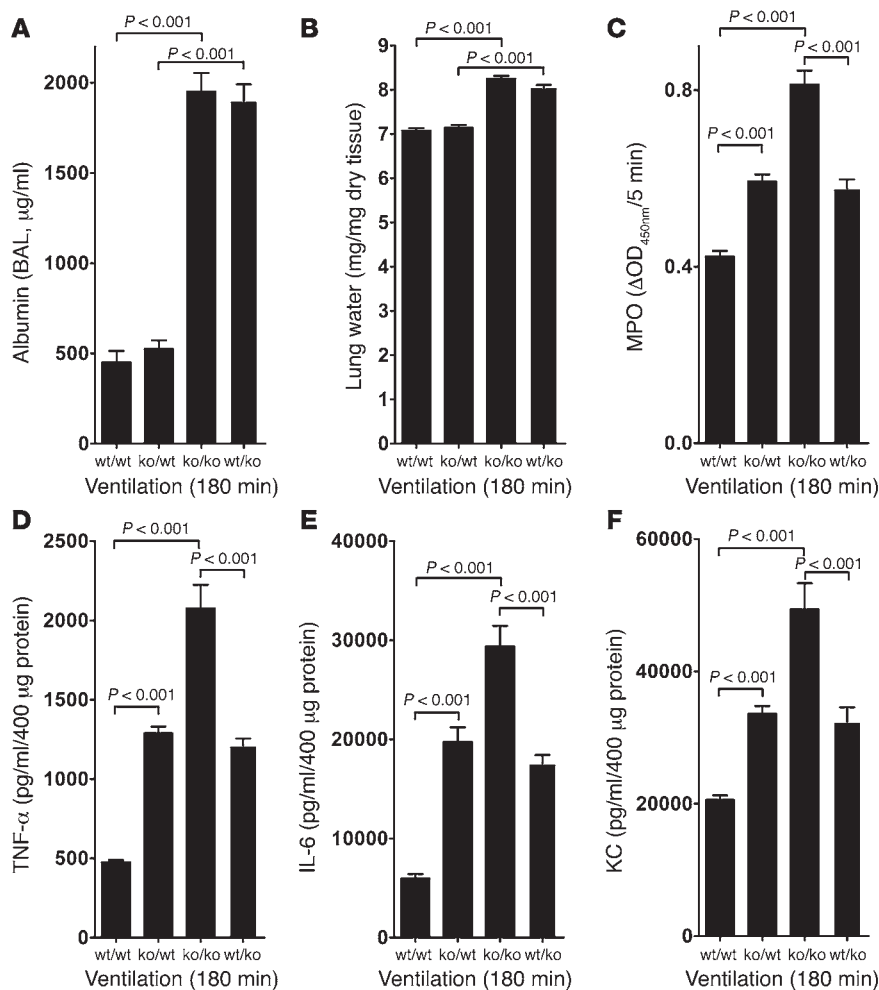 A
P < 0.001
P < 0.001
Albumin (BAL, µg/ml)
2000
1500
1000
500
0
wt/wt ko/wt ko/ko wt/ko
Ventilation (180 min)
B
P < 0.001
P < 0.001
Lung water (mg/mg dry tissue)
9
8
7
6
5
4
3
2
1
0
wt/wt ko/wt ko/ko wt/ko
Ventilation (180 min)
C
P < 0.001
P < 0.001
P < 0.001
MPO (ΔOD450nm/5 min)
0.8
0.4
0.0
wt/wt ko/wt ko/ko wt/ko
Ventilation (180 min)
D
P < 0.001
P < 0.001
P < 0.001
TNF-α (pg/ml/400 µg protein)
2500
2000
1500
1000
500
0
wt/wt ko/wt ko/ko wt/ko
Ventilation (180 min)
E
P < 0.001
P < 0.001
P < 0.001
IL-6 (pg/ml/400 µg protein)
40000
30000
20000
10000
0
wt/wt ko/wt ko/ko wt/ko
Ventilation (180 min)
F
P < 0.001
P < 0.001
P < 0.001
KC (pg/ml/400 µg protein)
60000
40000
20000
0
wt/wt ko/wt ko/ko wt/ko
Ventilation (180 min)